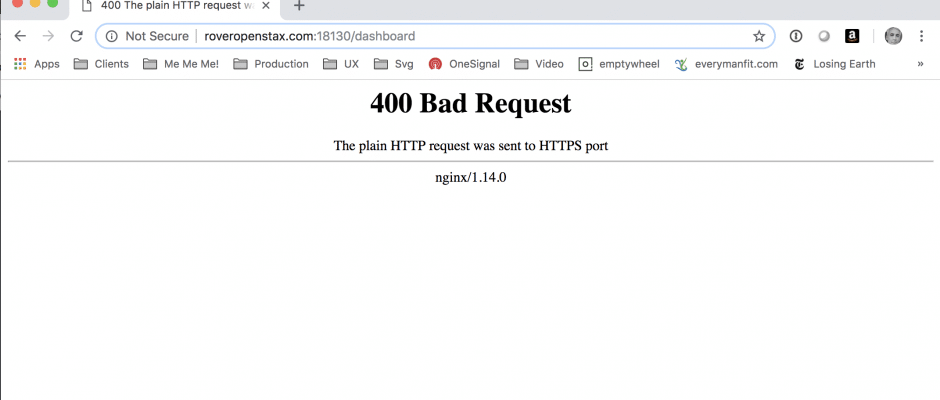 400 The plain HTTP request w
Not Secure roveropenstax.com:18130/dashboard
Apps Clients Me Me Me! Production UX Svg OneSignal Video emptywheel everymanfit.com Losing Earth »
400 Bad Request
The plain HTTP request was sent to HTTPS port
nginx/1.14.0